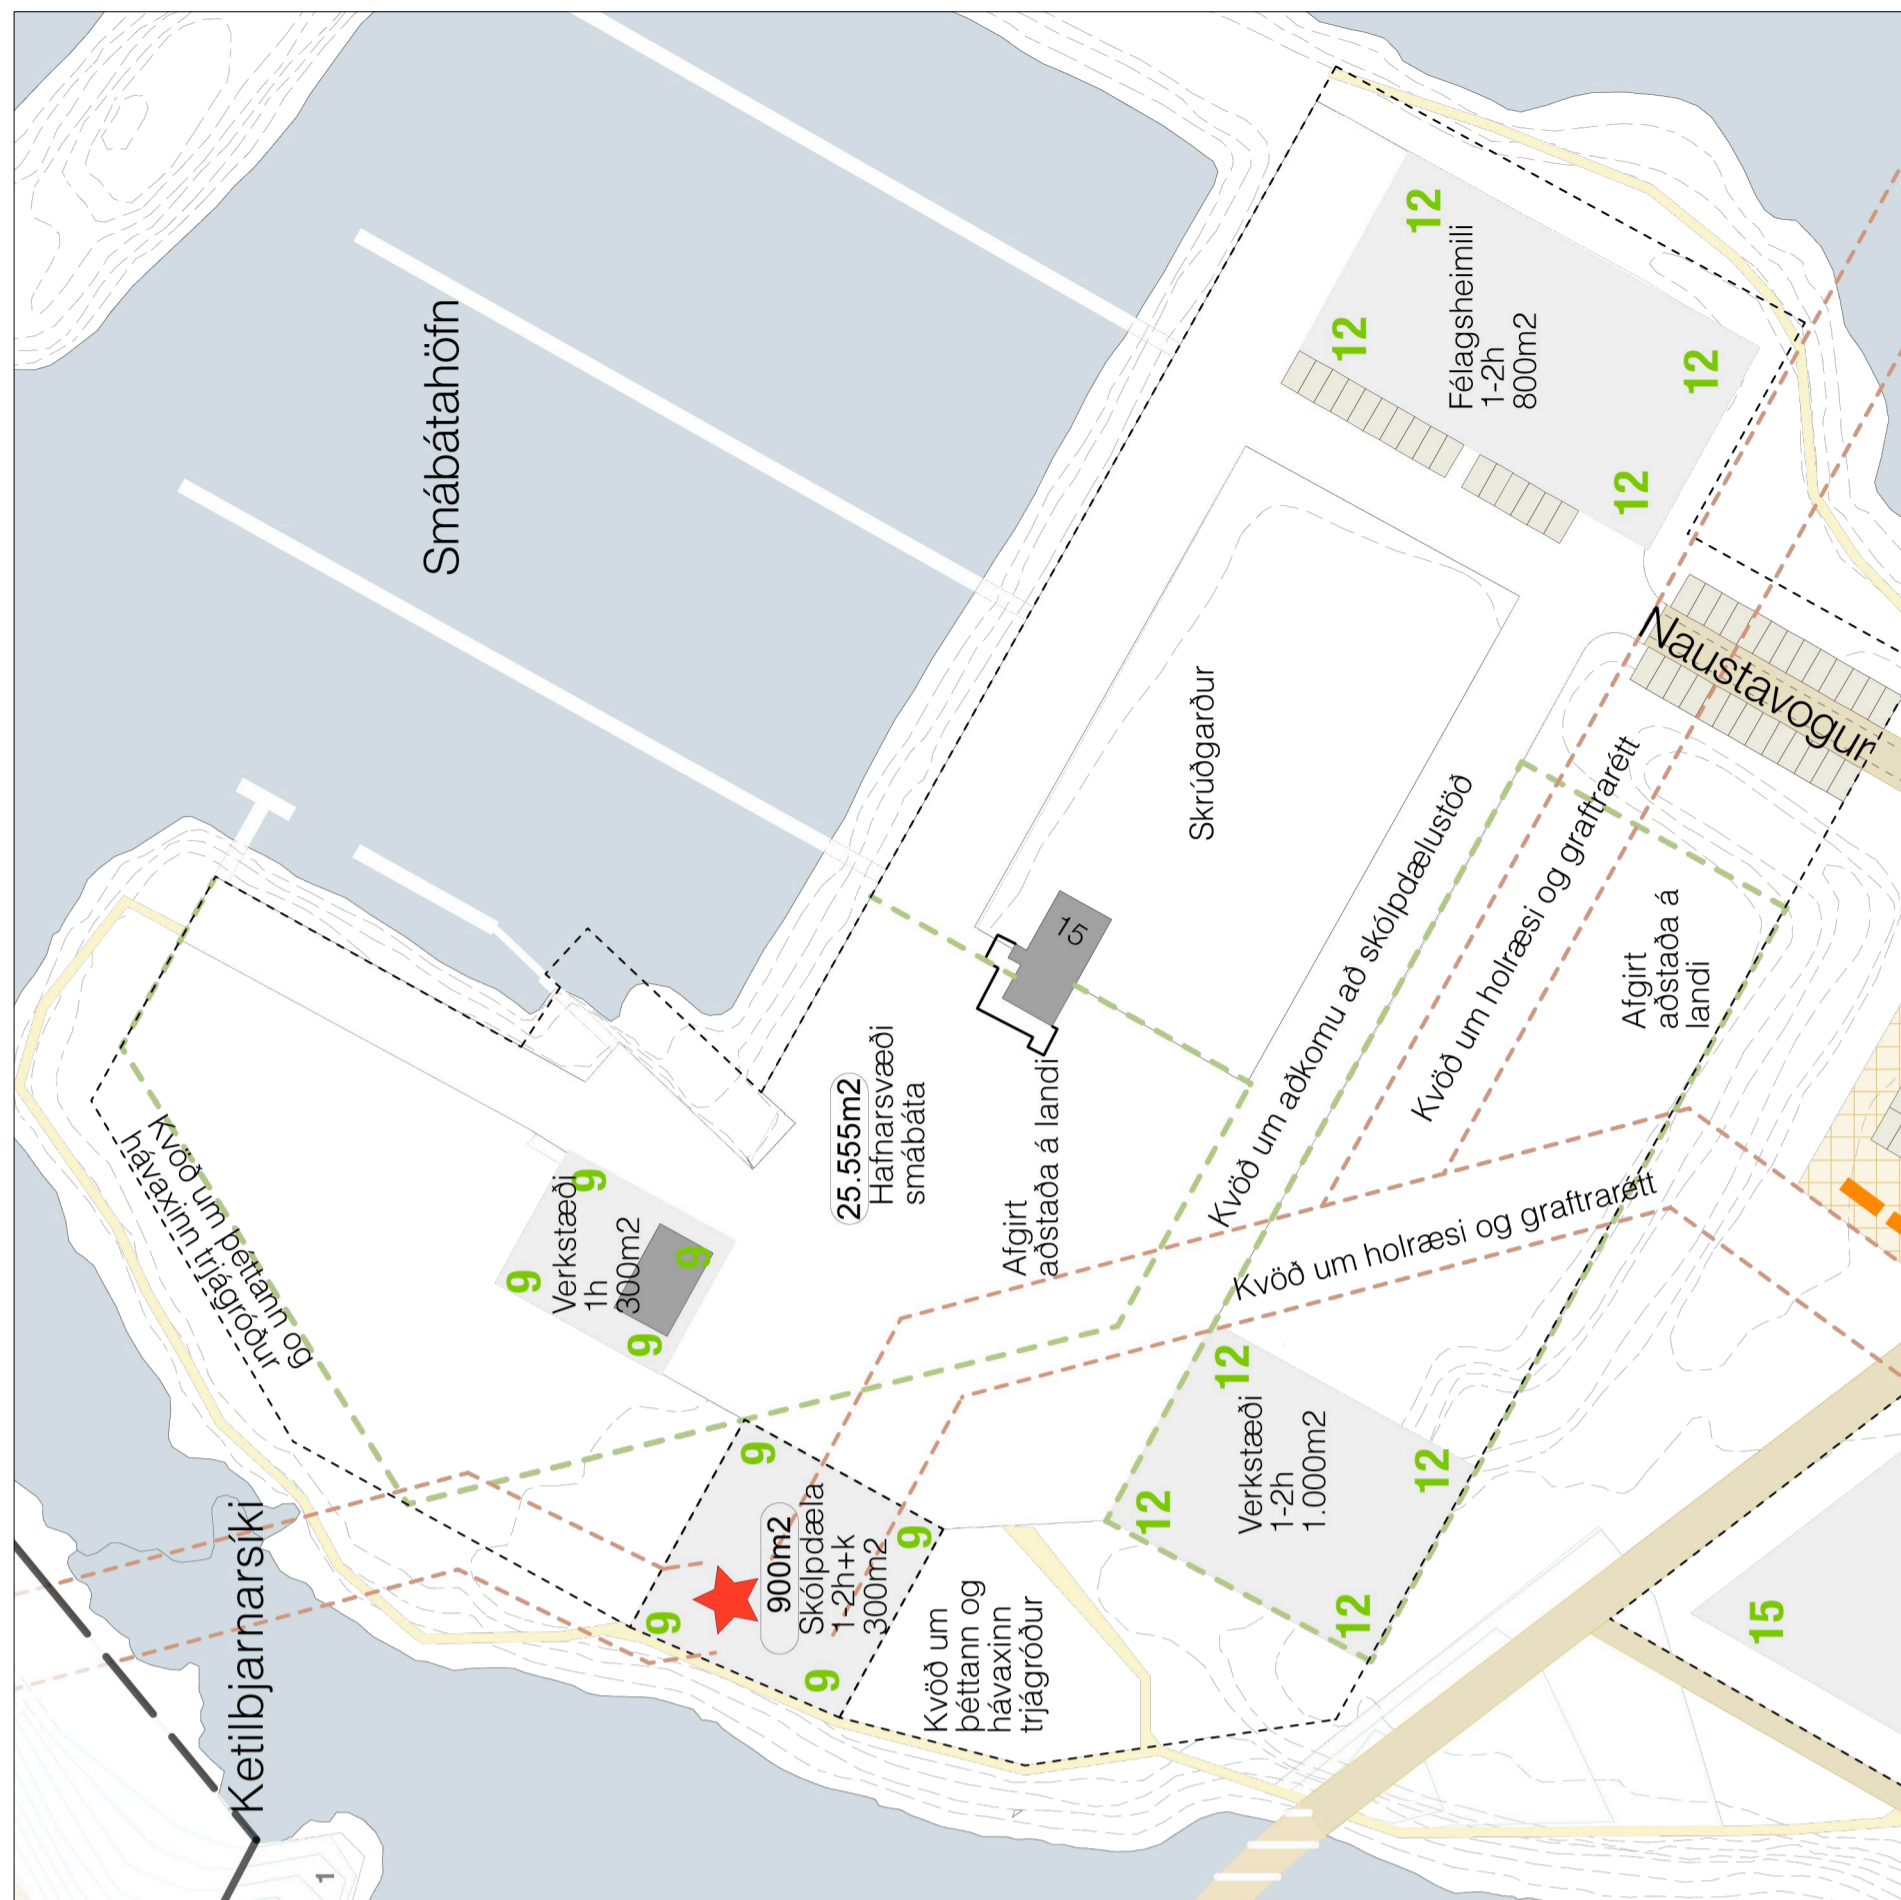 Smábátahöfn
12
12
12
12
Félagsheimili
1-2h
800m2
Skrúðgarður
Naustavogur
15
Kvöð um aðkomu að skólpdælustöð
Kvöð um holræsi og graftrarétt
Afgirt
aðstaða á
landi
25.555m2
Hafnarsvæði
smábáta
Afgirt
aðstaða á landi
Kvöð um þéttann og
hávaxinn trjágróður
9
9
9
9
Verkstæði
1h
300m2
Kvöð um holræsi og graftrarétt
Ketilbjarnarsíki
9
9
9
9
900m2
Skólpdæla
1-2h+k
300m2
12
12
12
12
Verkstæði
1-2h
1.000m2
Kvöð um
þéttann og
hávaxinn
trjágróður
15
1